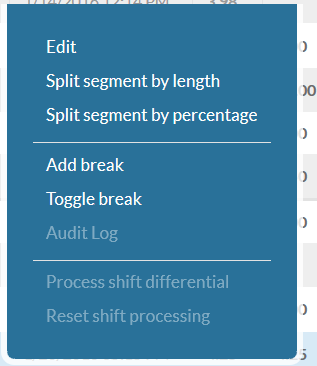 Edit
Split segment by length
Split segment by percentage
Add break
Toggle break
Audit Log
Process shift differential
Reset shift processing